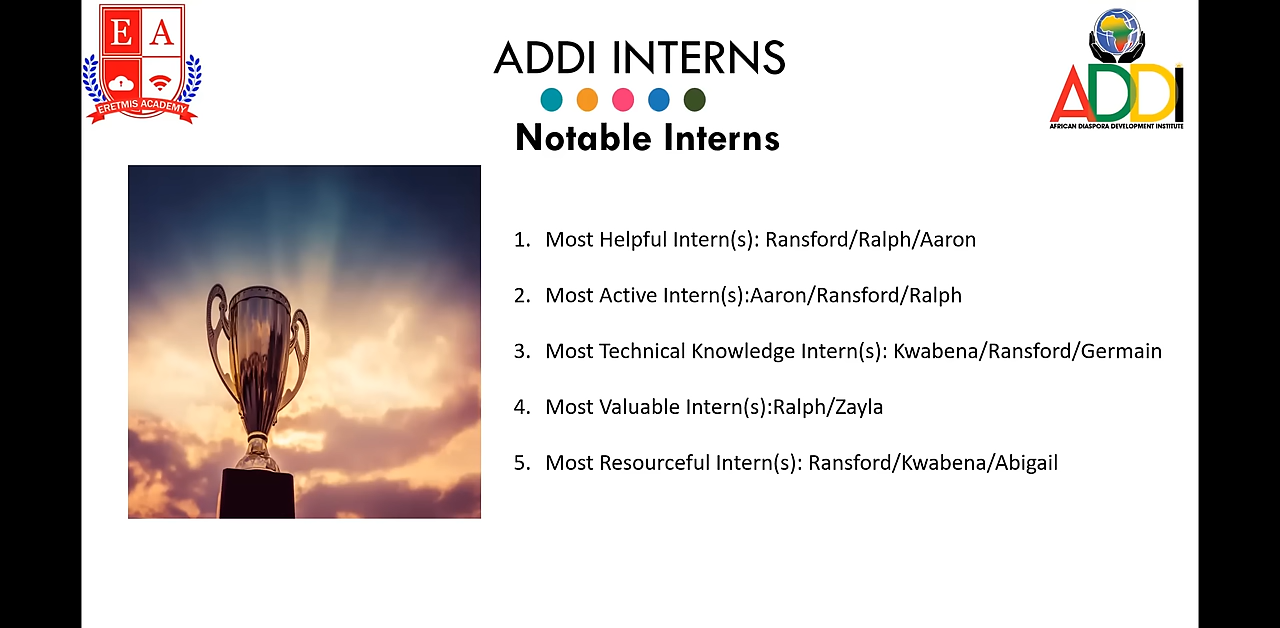 E A
ERETMIS ACADEMY
ADDI INTERNS
ADDI
AFRICAN DIASPORA DEVELOPMENT INSTITUTE
Notable Interns
1. Most Helpful Intern(s): Ransford/Ralph/Aaron
2. Most Active Intern(s):Aaron/Ransford/Ralph
3. Most Technical Knowledge Intern(s): Kwabena/Ransford/Germain
4. Most Valuable Intern(s):Ralph/Zayla
5. Most Resourceful Intern(s): Ransford/Kwabena/Abigail